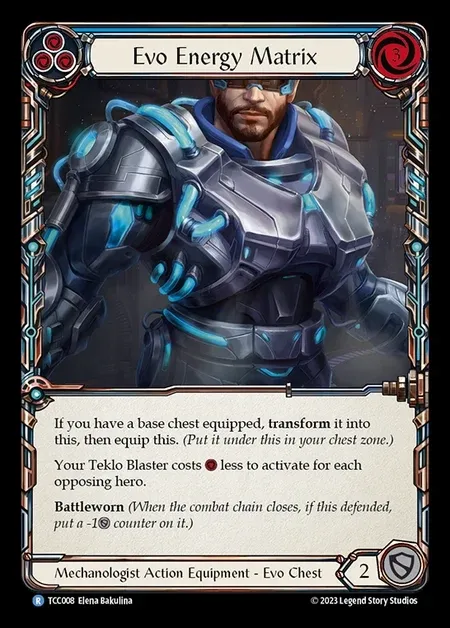 Evo Energy Matrix
3
If you have a base chest equipped, transform it into
this, then equip this. (Put it under this in your chest zone.)
Your Teklo Blaster costs less to activate for each
opposing hero.
Battleworn (When the combat chain closes, if this defended,
put a -1 counter on it.)
Mechanologist Action Equipment - Evo Chest
2
R TCC008 Elena Bakulina
© 2023 Legend Story Studios